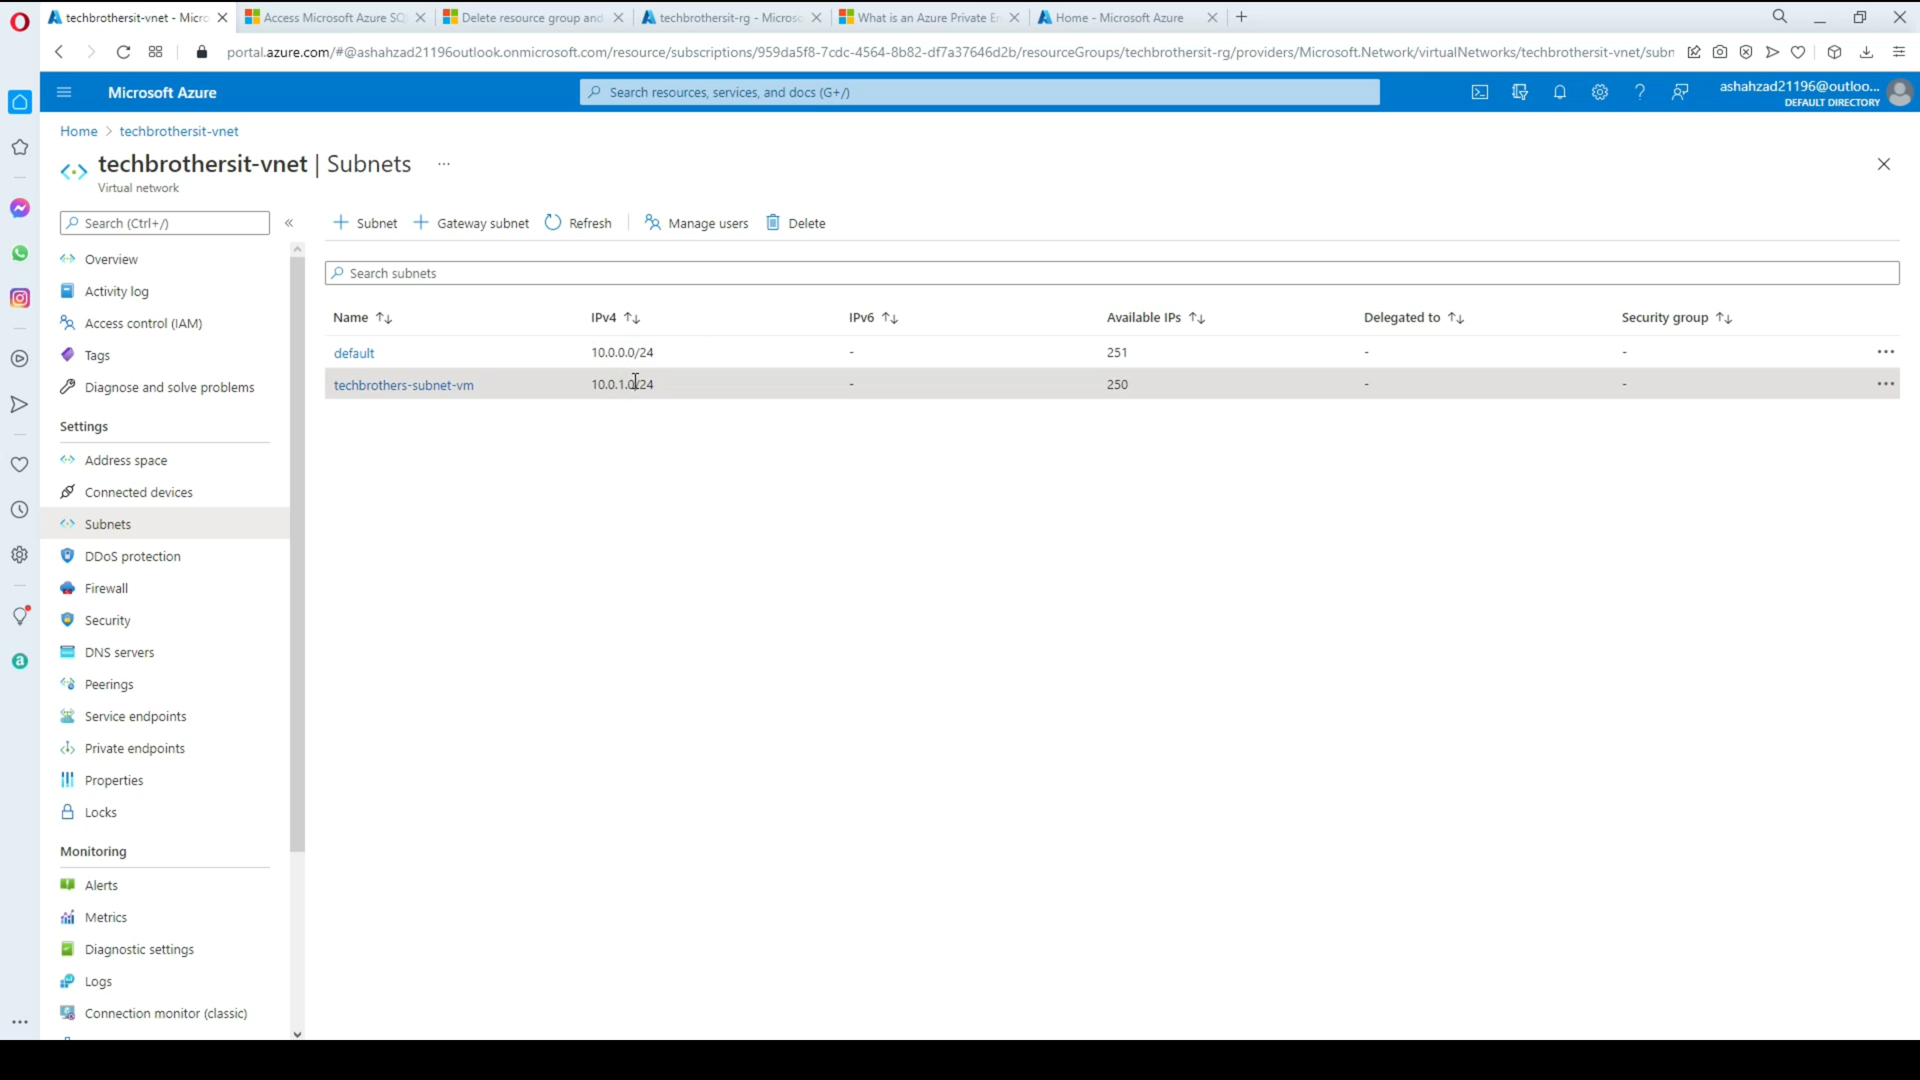 techbrothersit-vnet - Micro
Access Microsoft Azure SQ
Delete resource group and
techbrothersit-rg - Microso
What is an Azure Private E
Home - Microsoft Azure
portal.azure.com/#@ashahzad21196outlook.onmicrosoft.com/resource/subscriptions/959da5f8-7cdc-4564-8b82-df7a37646d2b/resourceGroups/techbrothersit-rg/providers/Microsoft.Network/virtualNetworks/techbrothersit-vnet/subn
Microsoft Azure
Search resources, services, and docs (G+/)
ashahzad21196@outloo...
DEFAULT DIRECTORY
Home > techbrothersit-vnet
techbrothersit-vnet | Subnets ...
Virtual network
Search (Ctrl+/)
Subnet
Gateway subnet
Refresh
Manage users
Delete
Search subnets
Name IPv4 IPv6 Available IPs Delegated to Security group
default 10.0.0.0/24 - 251 - -
techbrothers-subnet-vm 10.0.1.0/24 - 250 - -
Overview
Activity log
Access control (IAM)
Tags
Diagnose and solve problems
Settings
Address space
Connected devices
Subnets
DDoS protection
Firewall
Security
DNS servers
Peerings
Service endpoints
Private endpoints
Properties
Locks
Monitoring
Alerts
Metrics
Diagnostic settings
Logs
Connection monitor (classic)